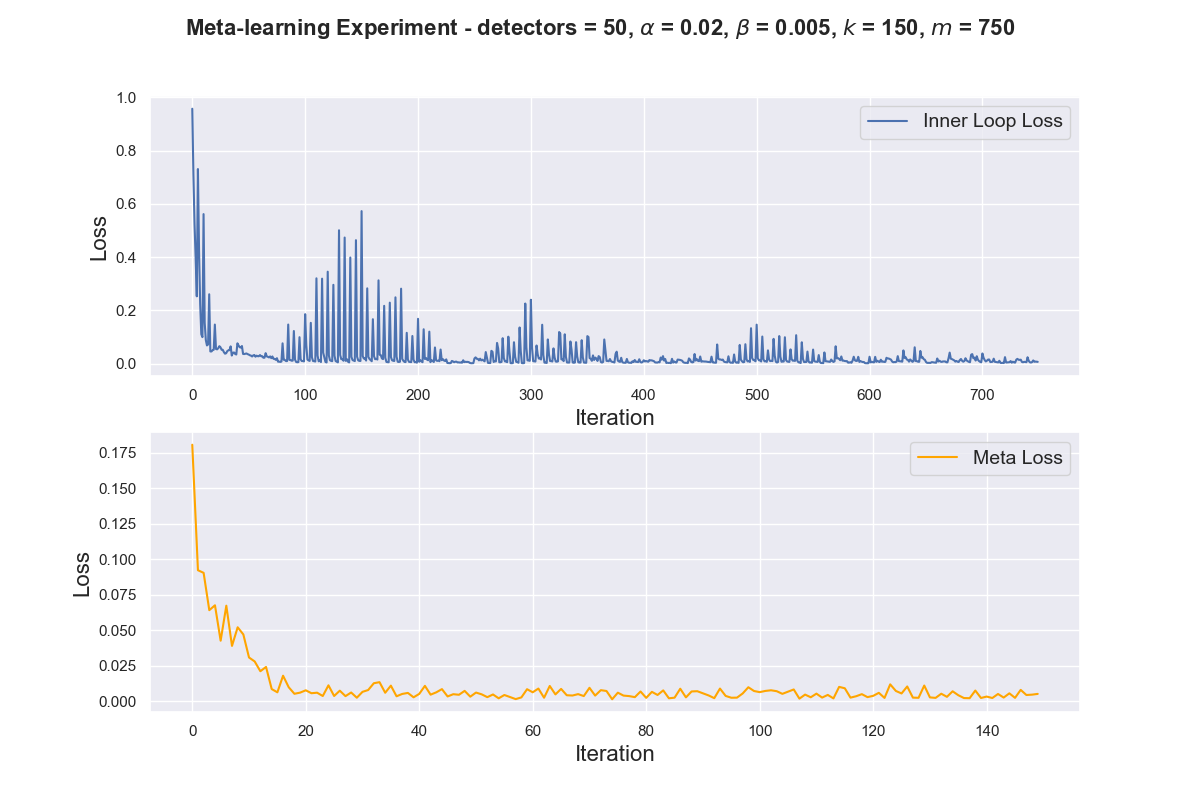 Meta-learning Experiment - detectors = 50, α = 0.02, β = 0.005, k = 150, m = 750
1.0
0.8
0.6
0.4
0.2
0.0
Loss
Inner Loop Loss
0 100 200 300 400 500 600 700
Iteration
0.175
0.150
0.125
0.100
0.075
0.050
0.025
0.000
Loss
Meta Loss
0 20 40 60 80 100 120 140
Iteration